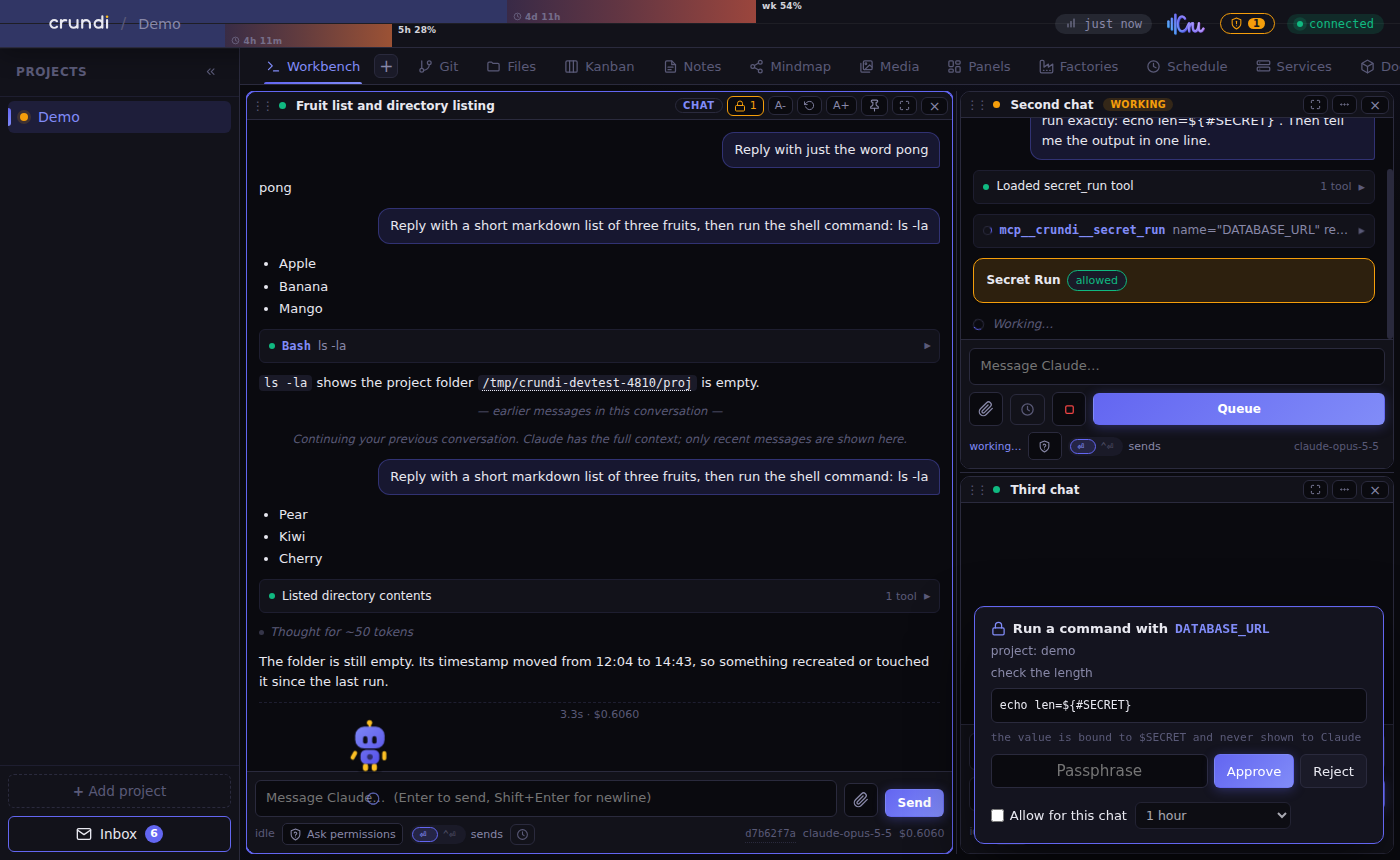 crundi / Demo
4d 11h
wk 54%
4h 11m
5h 28%
just now
Cru
1
connected
PROJECTS
«
Demo
+ Add project
Inbox 6
Workbench
+
Git
Files
Kanban
Notes
Mindmap
Media
Panels
Factories
Schedule
Services
Do
Fruit list and directory listing
CHAT
1
A-
A+
Reply with just the word pong
pong
Reply with a short markdown list of three fruits, then run the shell command: ls -la
• Apple
• Banana
• Mango
Bash ls -la
ls -la shows the project folder /tmp/crundi-devtest-4810/proj is empty.
— earlier messages in this conversation —
Continuing your previous conversation. Claude has the full context; only recent messages are shown here.
Reply with a short markdown list of three fruits, then run the shell command: ls -la
• Pear
• Kiwi
• Cherry
Listed directory contents
1 tool
Thought for ~50 tokens
The folder is still empty. Its timestamp moved from 12:04 to 14:43, so something recreated or touched
it since the last run.
3.3s · $0.6060
Message Claude… (Enter to send, Shift+Enter for newline)
Send
idle
Ask permissions
sends
d7b62f7a claude-opus-5-5 $0.6060
Second chat
WORKING
run exactly: echo len=${#SECRET} . Then tell
me the output in one line.
Loaded secret_run tool
1 tool
mcp__crundi__secret_run name="DATABASE_URL" re…
Secret Run allowed
Working…
Message Claude…
Queue
working…
sends
claude-opus-5-5
Third chat
Run a command with DATABASE_URL
project: demo
check the length
echo len=${#SECRET}
the value is bound to $SECRET and never shown to Claude
Passphrase
Approve
Reject
Allow for this chat
1 hour